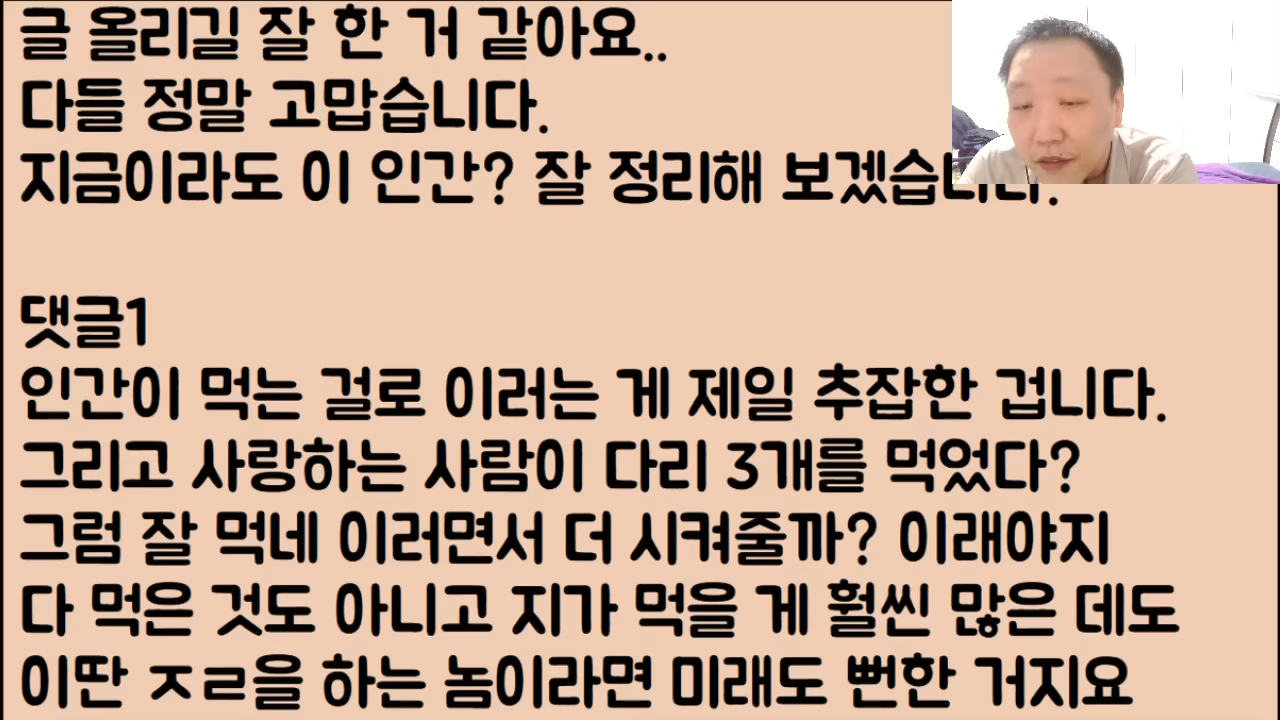 글 올리길 잘 한 거 같아요..
다들 정말 고맙습니다.
지금이라도 이 인간? 잘 정리해 보겠습니다.
댓글1
인간이 먹는 걸로 이러는 게 제일 추잡한 겁니다.
그리고 사랑하는 사람이 다리 3개를 먹었다?
그럼 잘 먹네 이러면서 더 시켜줄까? 이래야지
다 먹은 것도 아니고 지가 먹을 게 훨씬 많은 데도
이딴 ㅈㄹ을 하는 놈이라면 미래도 뻔한 거지요